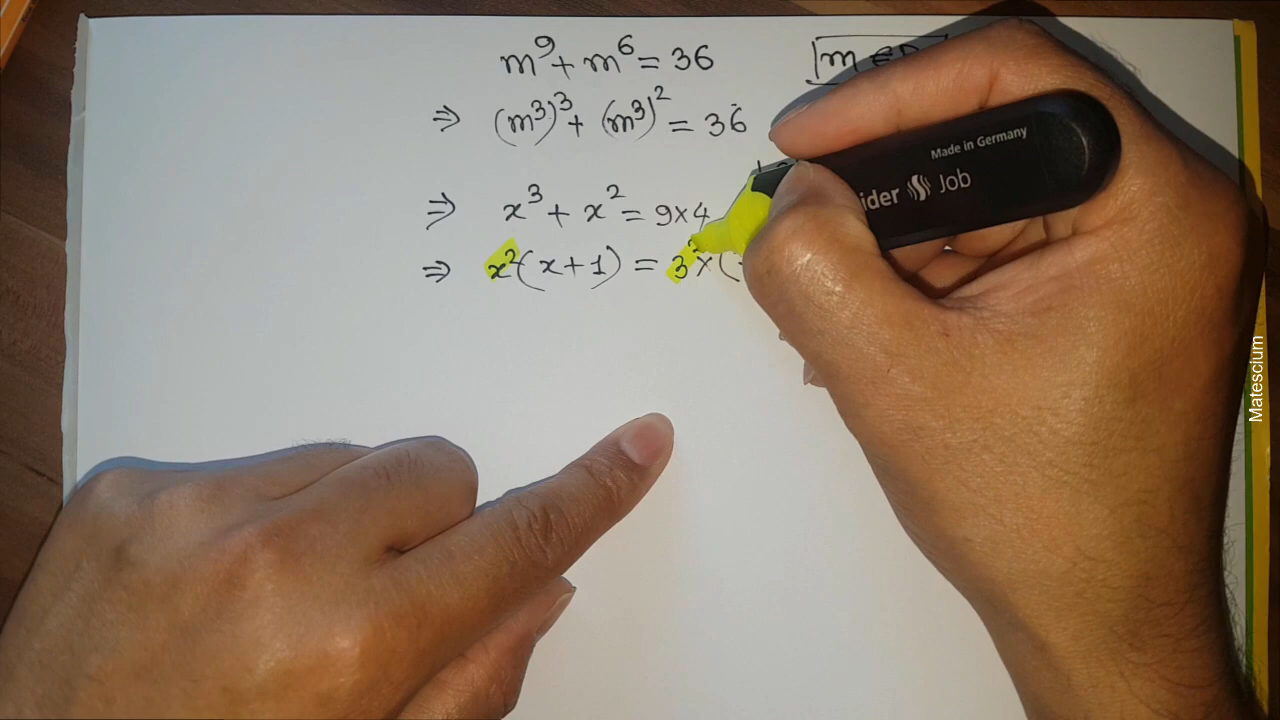 m⁹ + m⁶ = 36
m ∈
⇒ (m³)³ + (m³)² = 36
⇒ x³ + x² = 9×4
⇒ x²(x+1) = 3²×(
Made in Germany
ider Job
Matescium